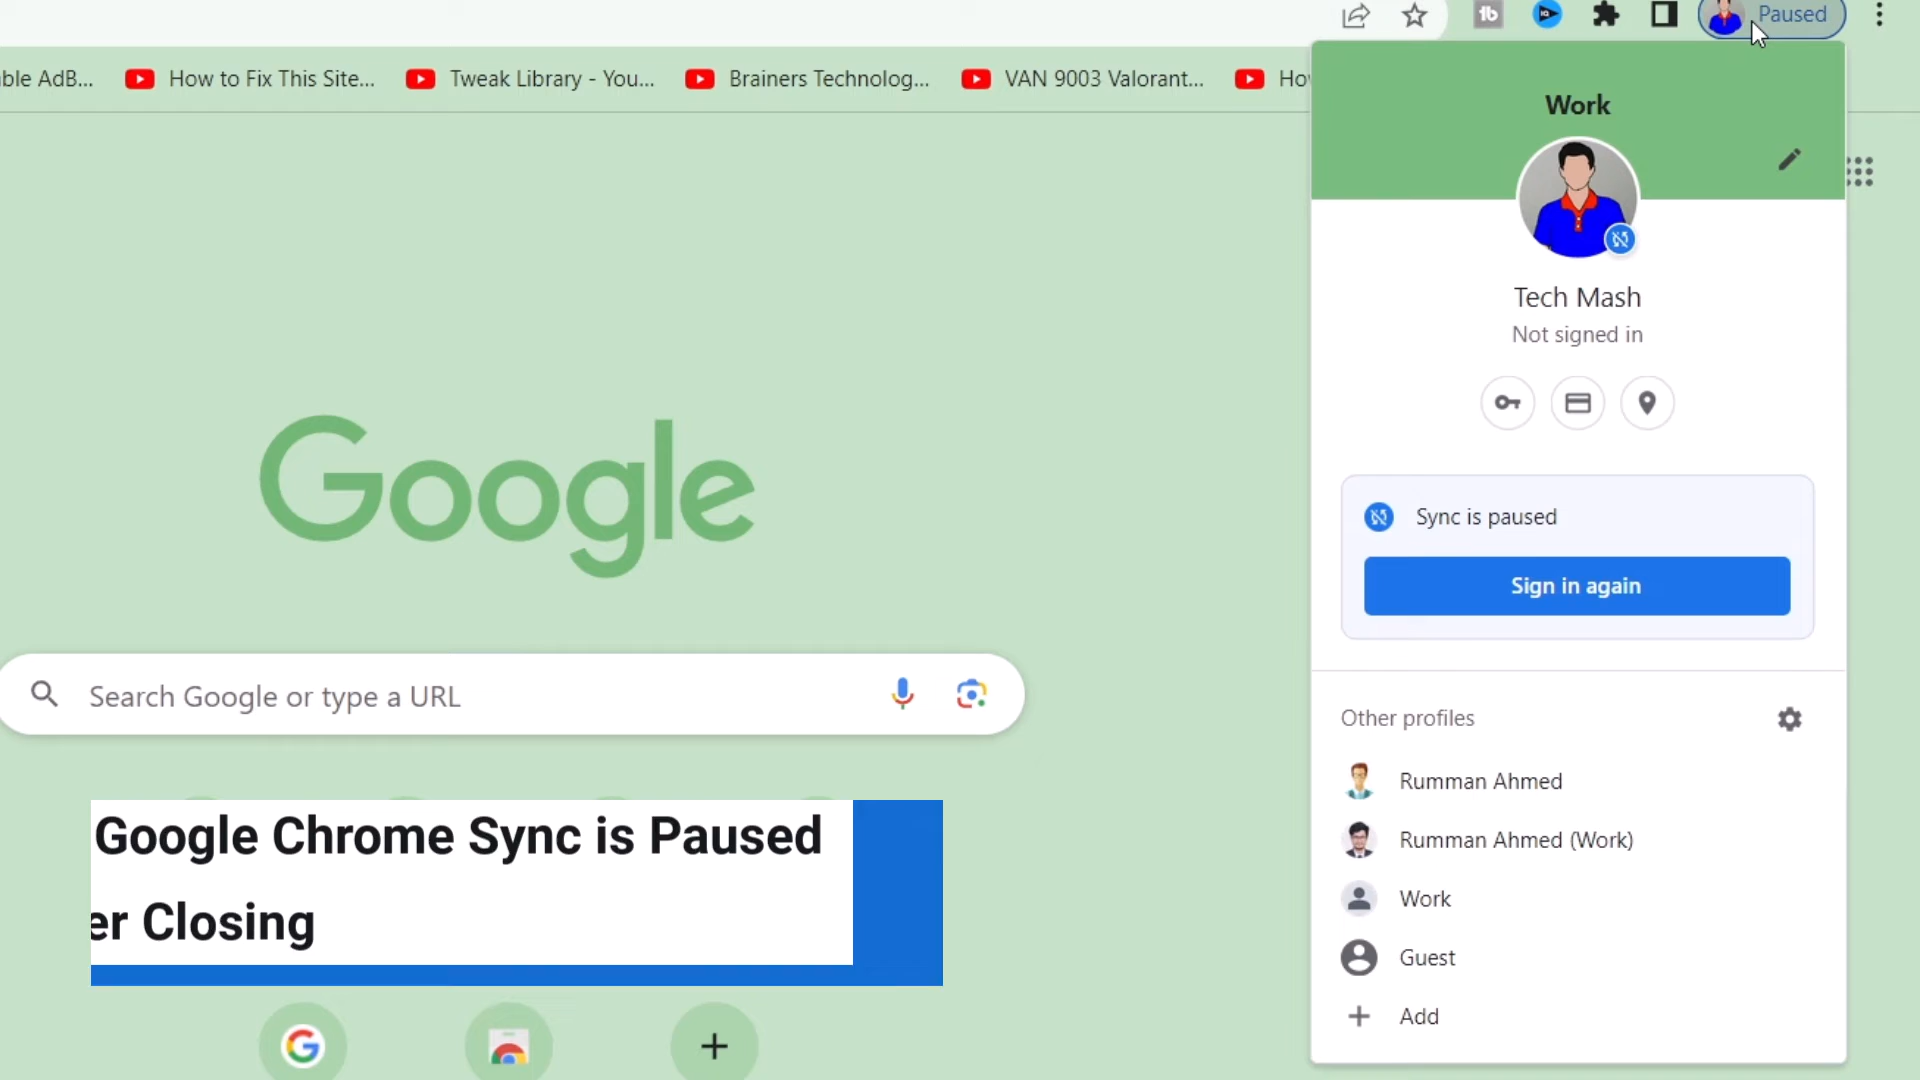 Paused
ble AdB...
How to Fix This Site...
Tweak Library - You...
Brainers Technolog...
VAN 9003 Valorant...
Ho
Work
Tech Mash
Not signed in
Google
Sync is paused
Sign in again
Search Google or type a URL
Other profiles
Rumman Ahmed
Rumman Ahmed (Work)
Work
Guest
Add
Google Chrome Sync is Paused
er Closing